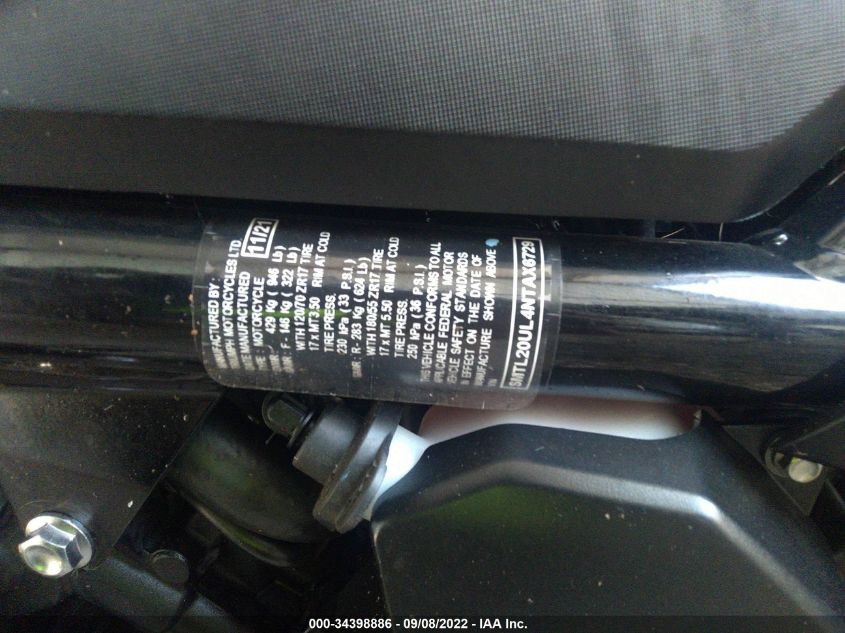 MANUFACTURED BY:
TRIUMPH MOTORCYCLES LTD
DATE MANUFACTURED 11/21
: MOTORCYCLE
: 429 Kg ( 946 Lb)
: F- 146 Kg ( 322 Lb)
WITH 120/70 ZR17 TIRE
17 x MT3.50 RIM AT COLD
TIRE PRESS.
230 kPa (33 P.S.I.)
: R - 283 Kg (624 Lb)
WITH 180/55 ZR17 TIRE
17 x MT 5.50 RIM AT COLD
TIRE PRESS.
250 kPa (36 P.S.I)
THIS VEHICLE CONFORMS TO ALL
APPLICABLE FEDERAL MOTOR
VEHICLE SAFETY STANDARDS
IN EFFECT ON THE DATE OF
MANUFACTURE SHOWN ABOVE
SMTL20UL4NTAX6729
000-34398886 - 09/08/2022 - IAA Inc.